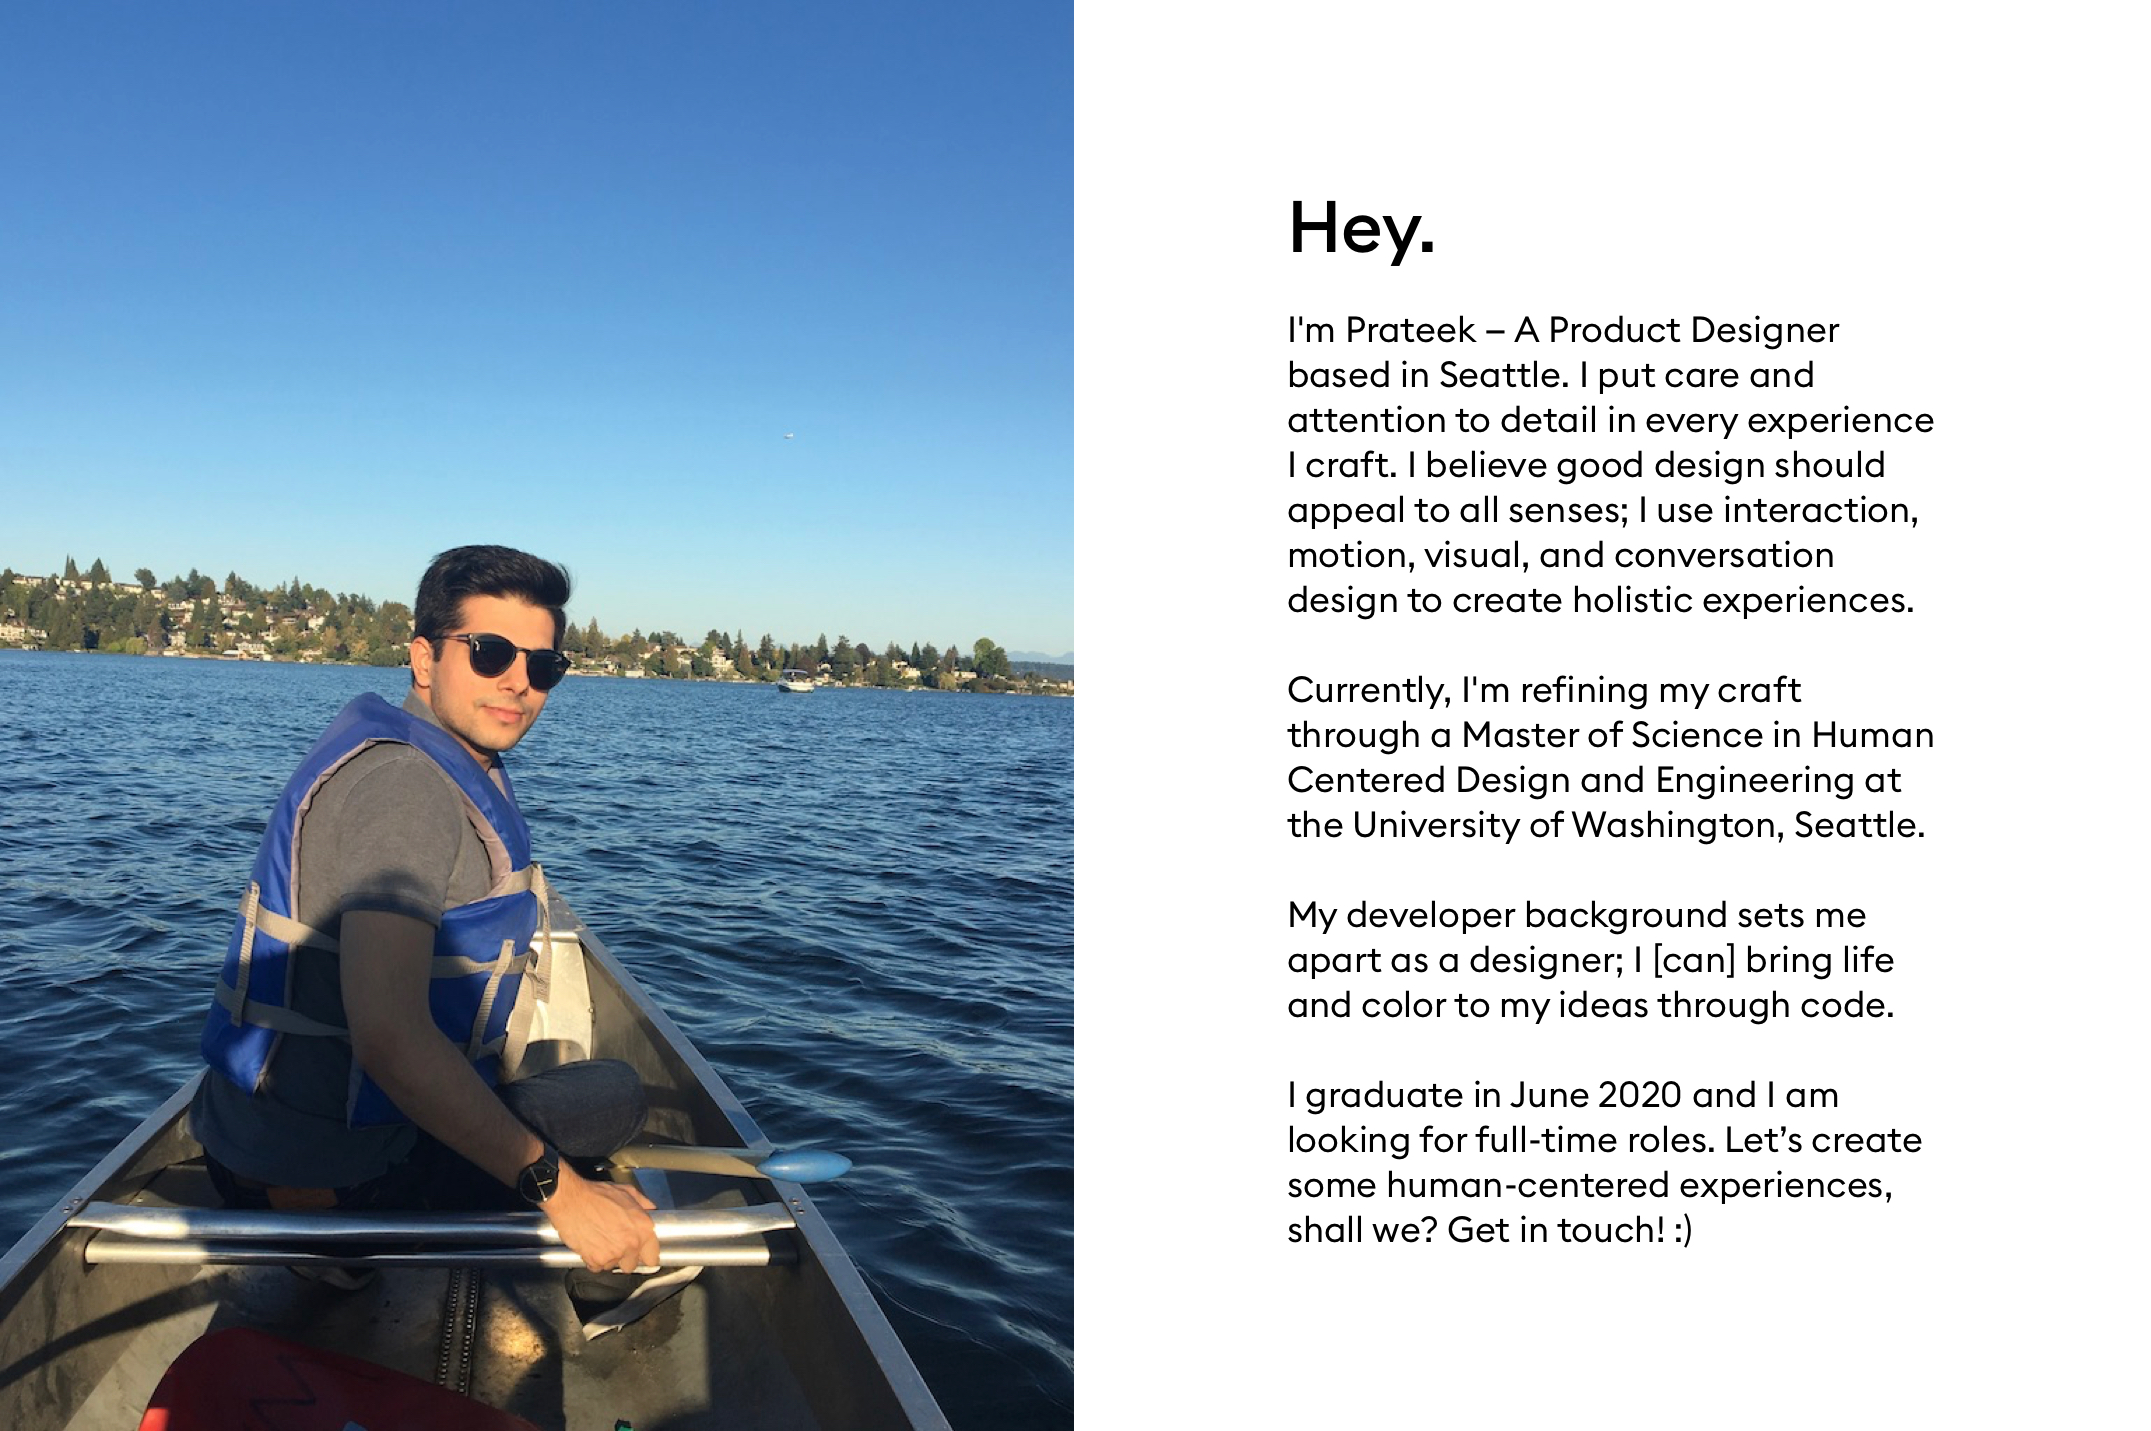 Hey.
I'm Prateek – A Product Designer
based in Seattle. I put care and
attention to detail in every experience
I craft. I believe good design should
appeal to all senses; I use interaction,
motion, visual, and conversation
design to create holistic experiences.
Currently, I'm refining my craft
through a Master of Science in Human
Centered Design and Engineering at
the University of Washington, Seattle.
My developer background sets me
apart as a designer; I [can] bring life
and color to my ideas through code.
I graduate in June 2020 and I am
looking for full-time roles. Let’s create
some human-centered experiences,
shall we? Get in touch! :)